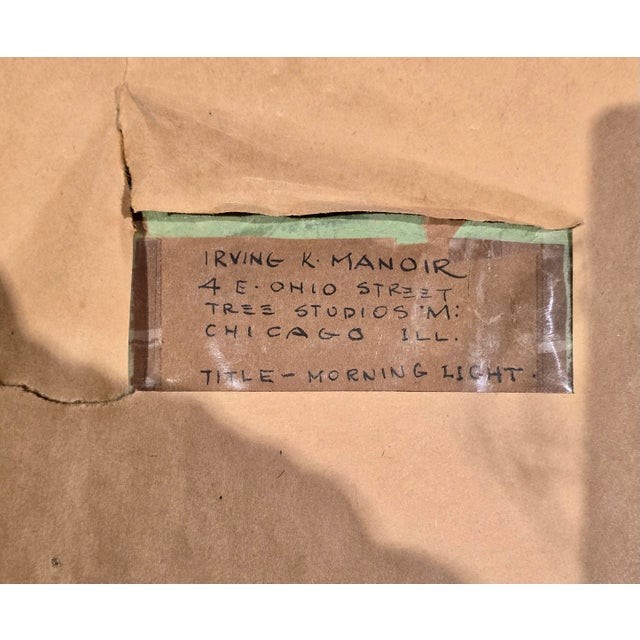 IRVING K. MANOIR
4 E. OHIO STREET
TREE STUDIOS "M:
CHICAGO ILL.
TITLE - MORNING LIGHT.